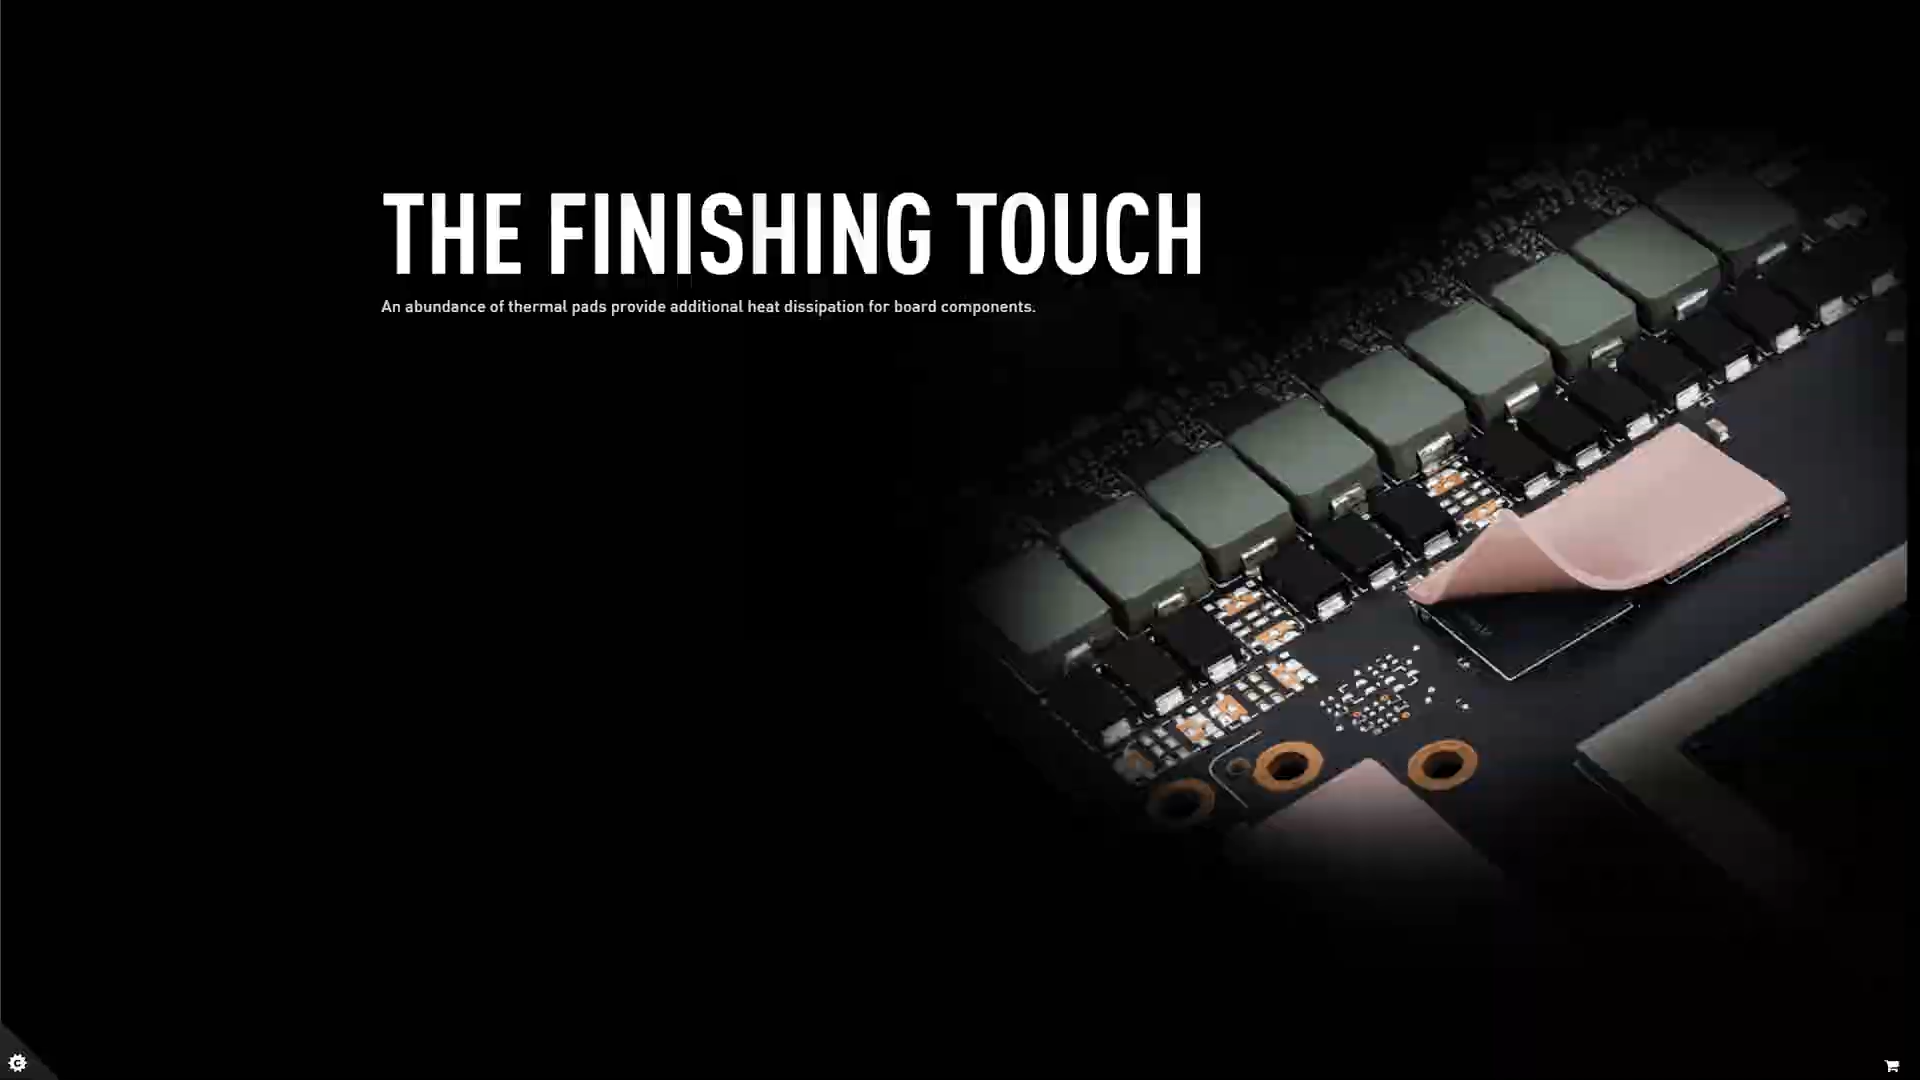 THE FINISHING TOUCH
An abundance of thermal pads provide additional heat dissipation for board components.